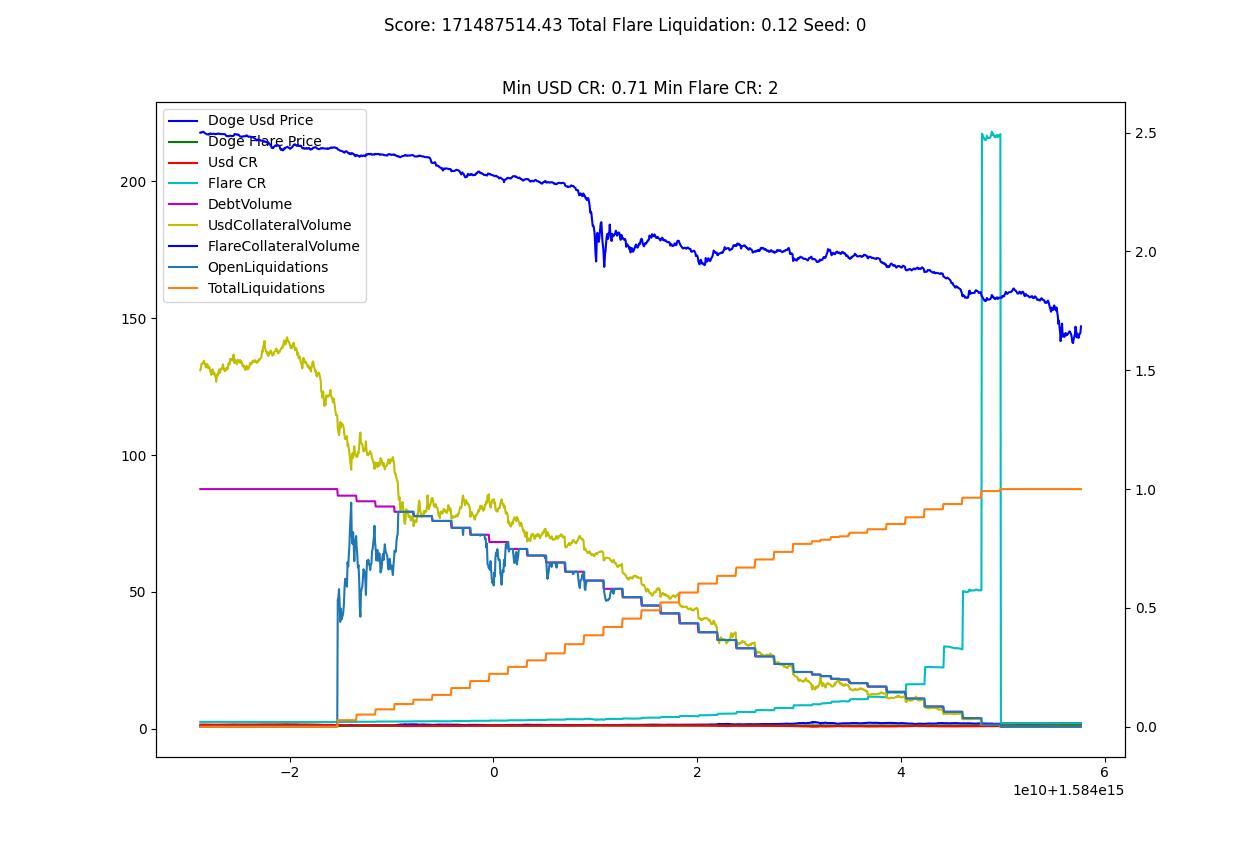 Score: 171487514.43 Total Flare Liquidation: 0.12 Seed: 0
Min USD CR: 0.71 Min Flare CR: 2
Doge Usd Price
Doge Flare Price
Usd CR
Flare CR
DebtVolume
UsdCollateralVolume
FlareCollateralVolume
OpenLiquidations
TotalLiquidations
200
150
100
50
0
2.5
2.0
1.5
1.0
0.5
0.0
−2
0
2
4
6
1e10+1.584e15